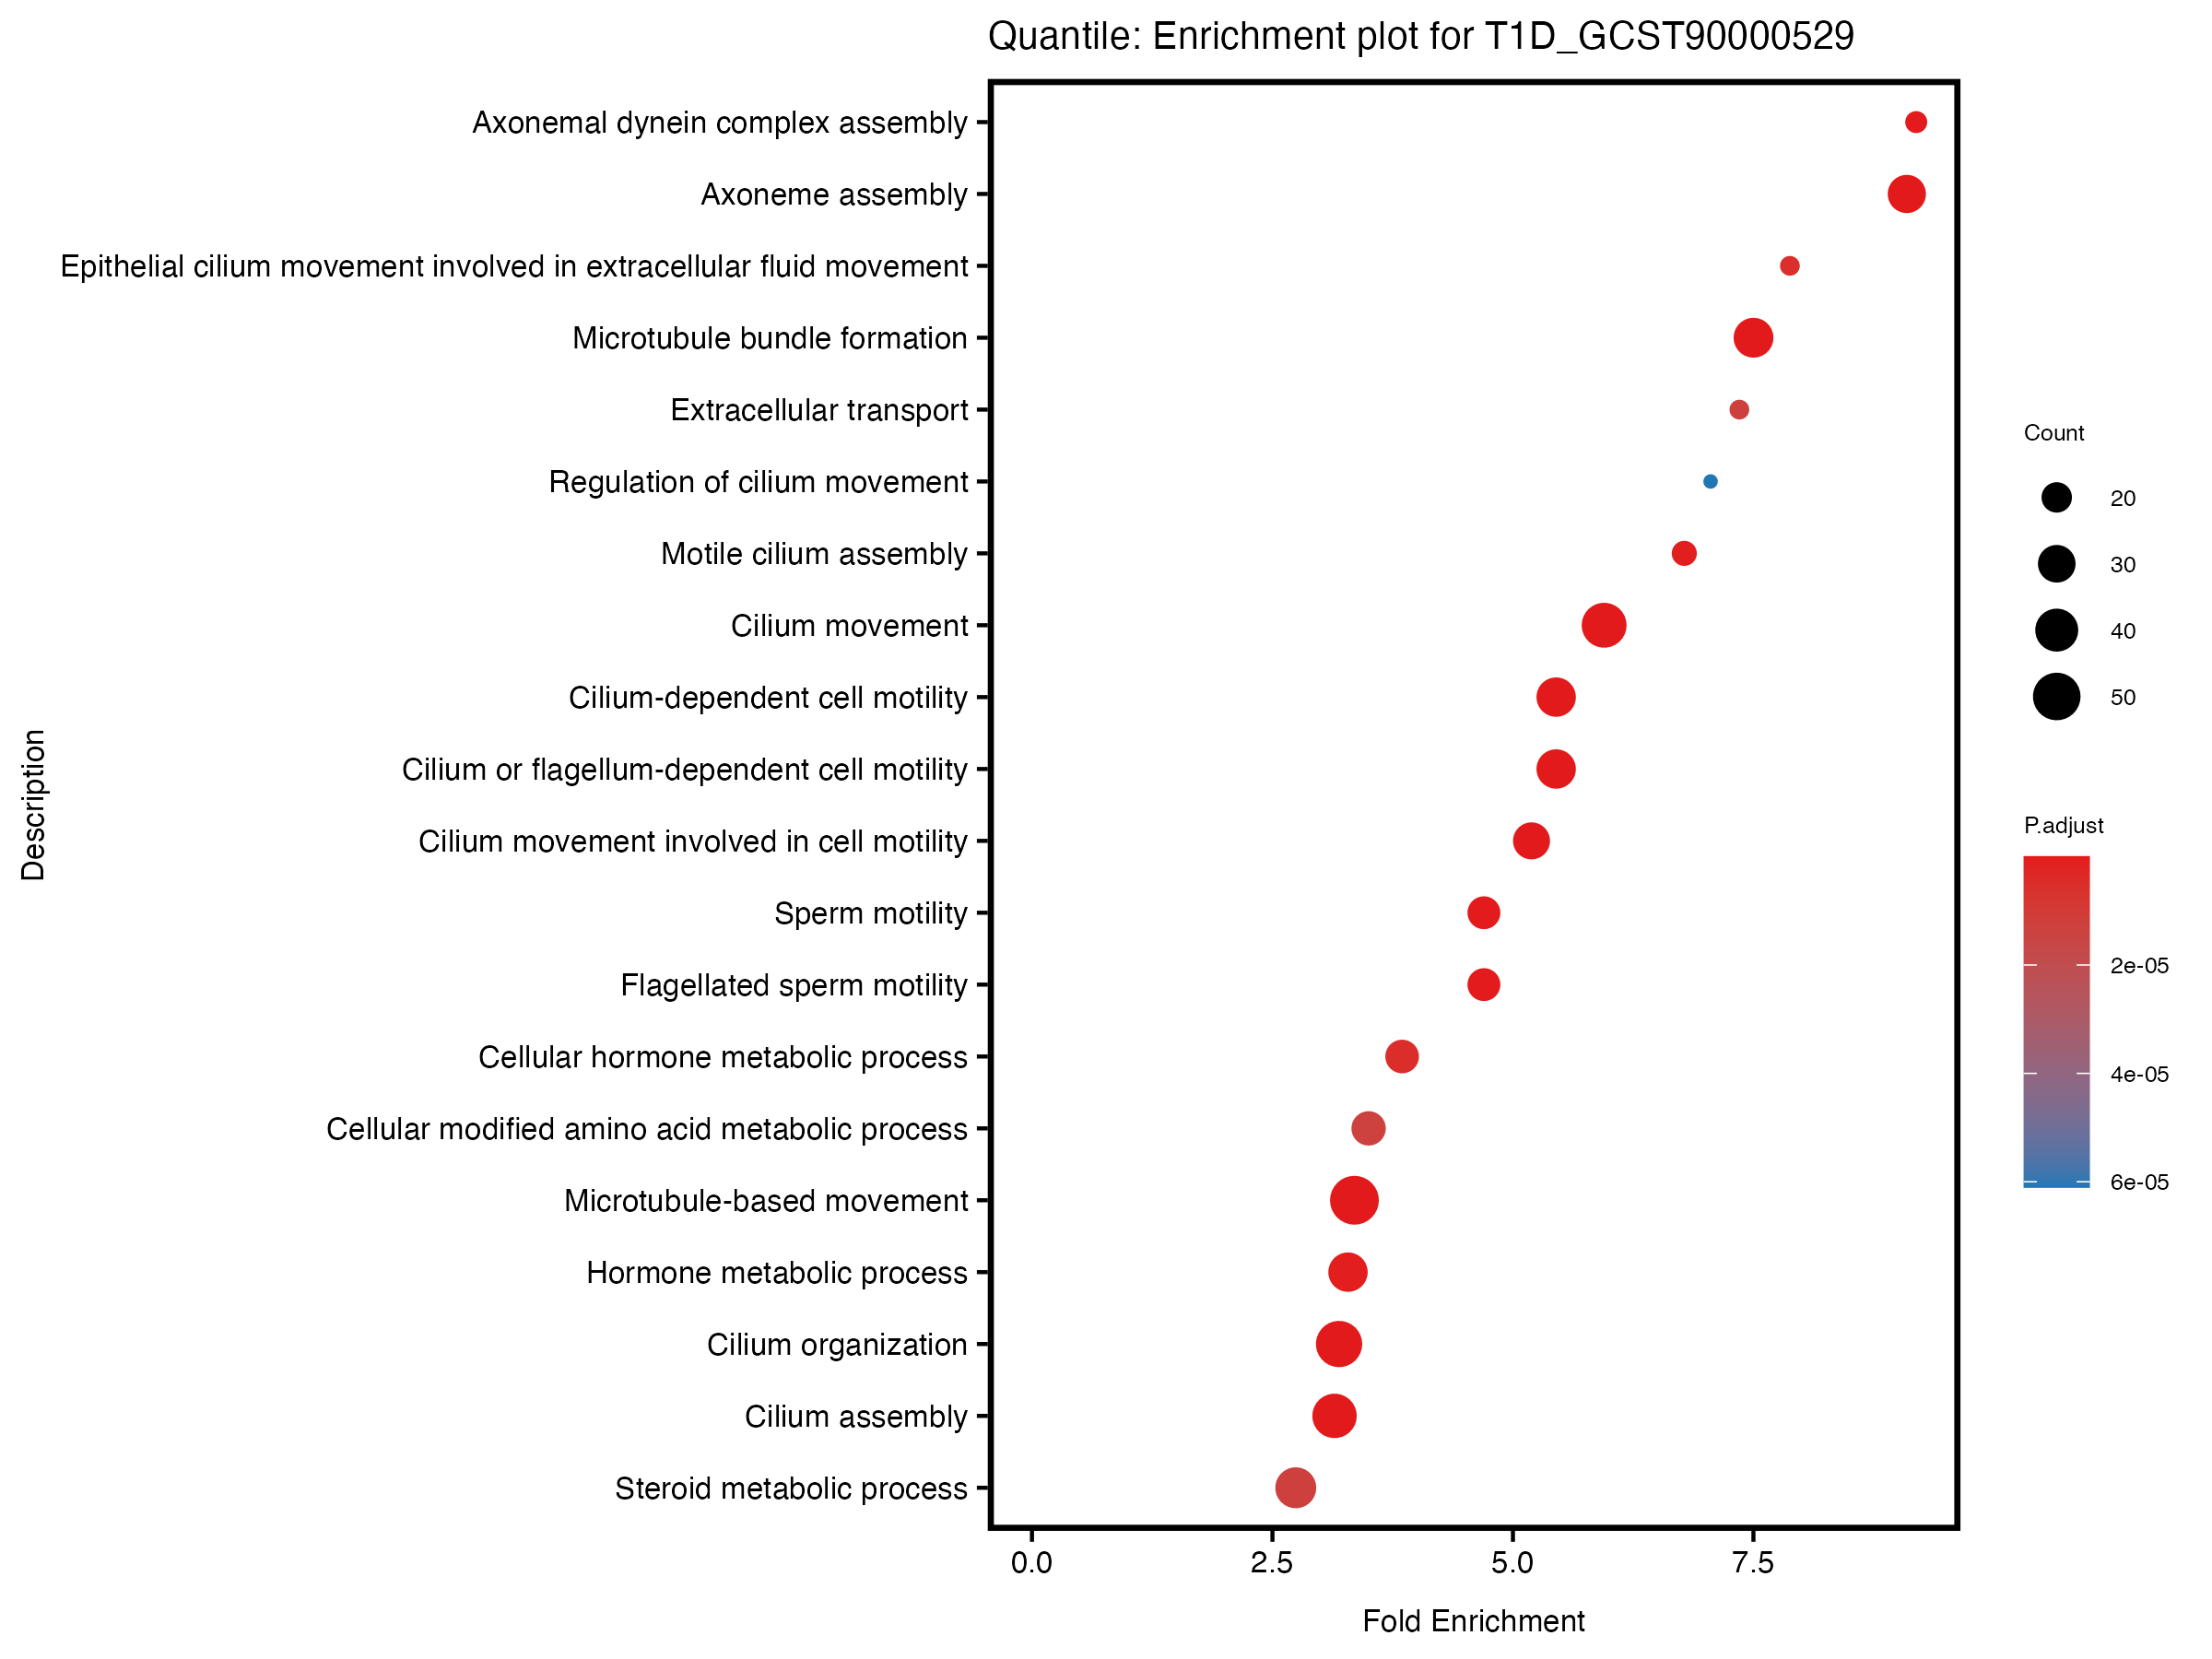 Quantile: Enrichment plot for T1D_GCST90000529
Description
Axonemal dynein complex assembly
Axoneme assembly
Epithelial cilium movement involved in extracellular fluid movement
Microtubule bundle formation
Extracellular transport
Regulation of cilium movement
Motile cilium assembly
Cilium movement
Cilium-dependent cell motility
Cilium or flagellum-dependent cell motility
Cilium movement involved in cell motility
Sperm motility
Flagellated sperm motility
Cellular hormone metabolic process
Cellular modified amino acid metabolic process
Microtubule-based movement
Hormone metabolic process
Cilium organization
Cilium assembly
Steroid metabolic process
0.0 2.5 5.0 7.5
Fold Enrichment
Count
20
30
40
50
P.adjust
2e-05
4e-05
6e-05